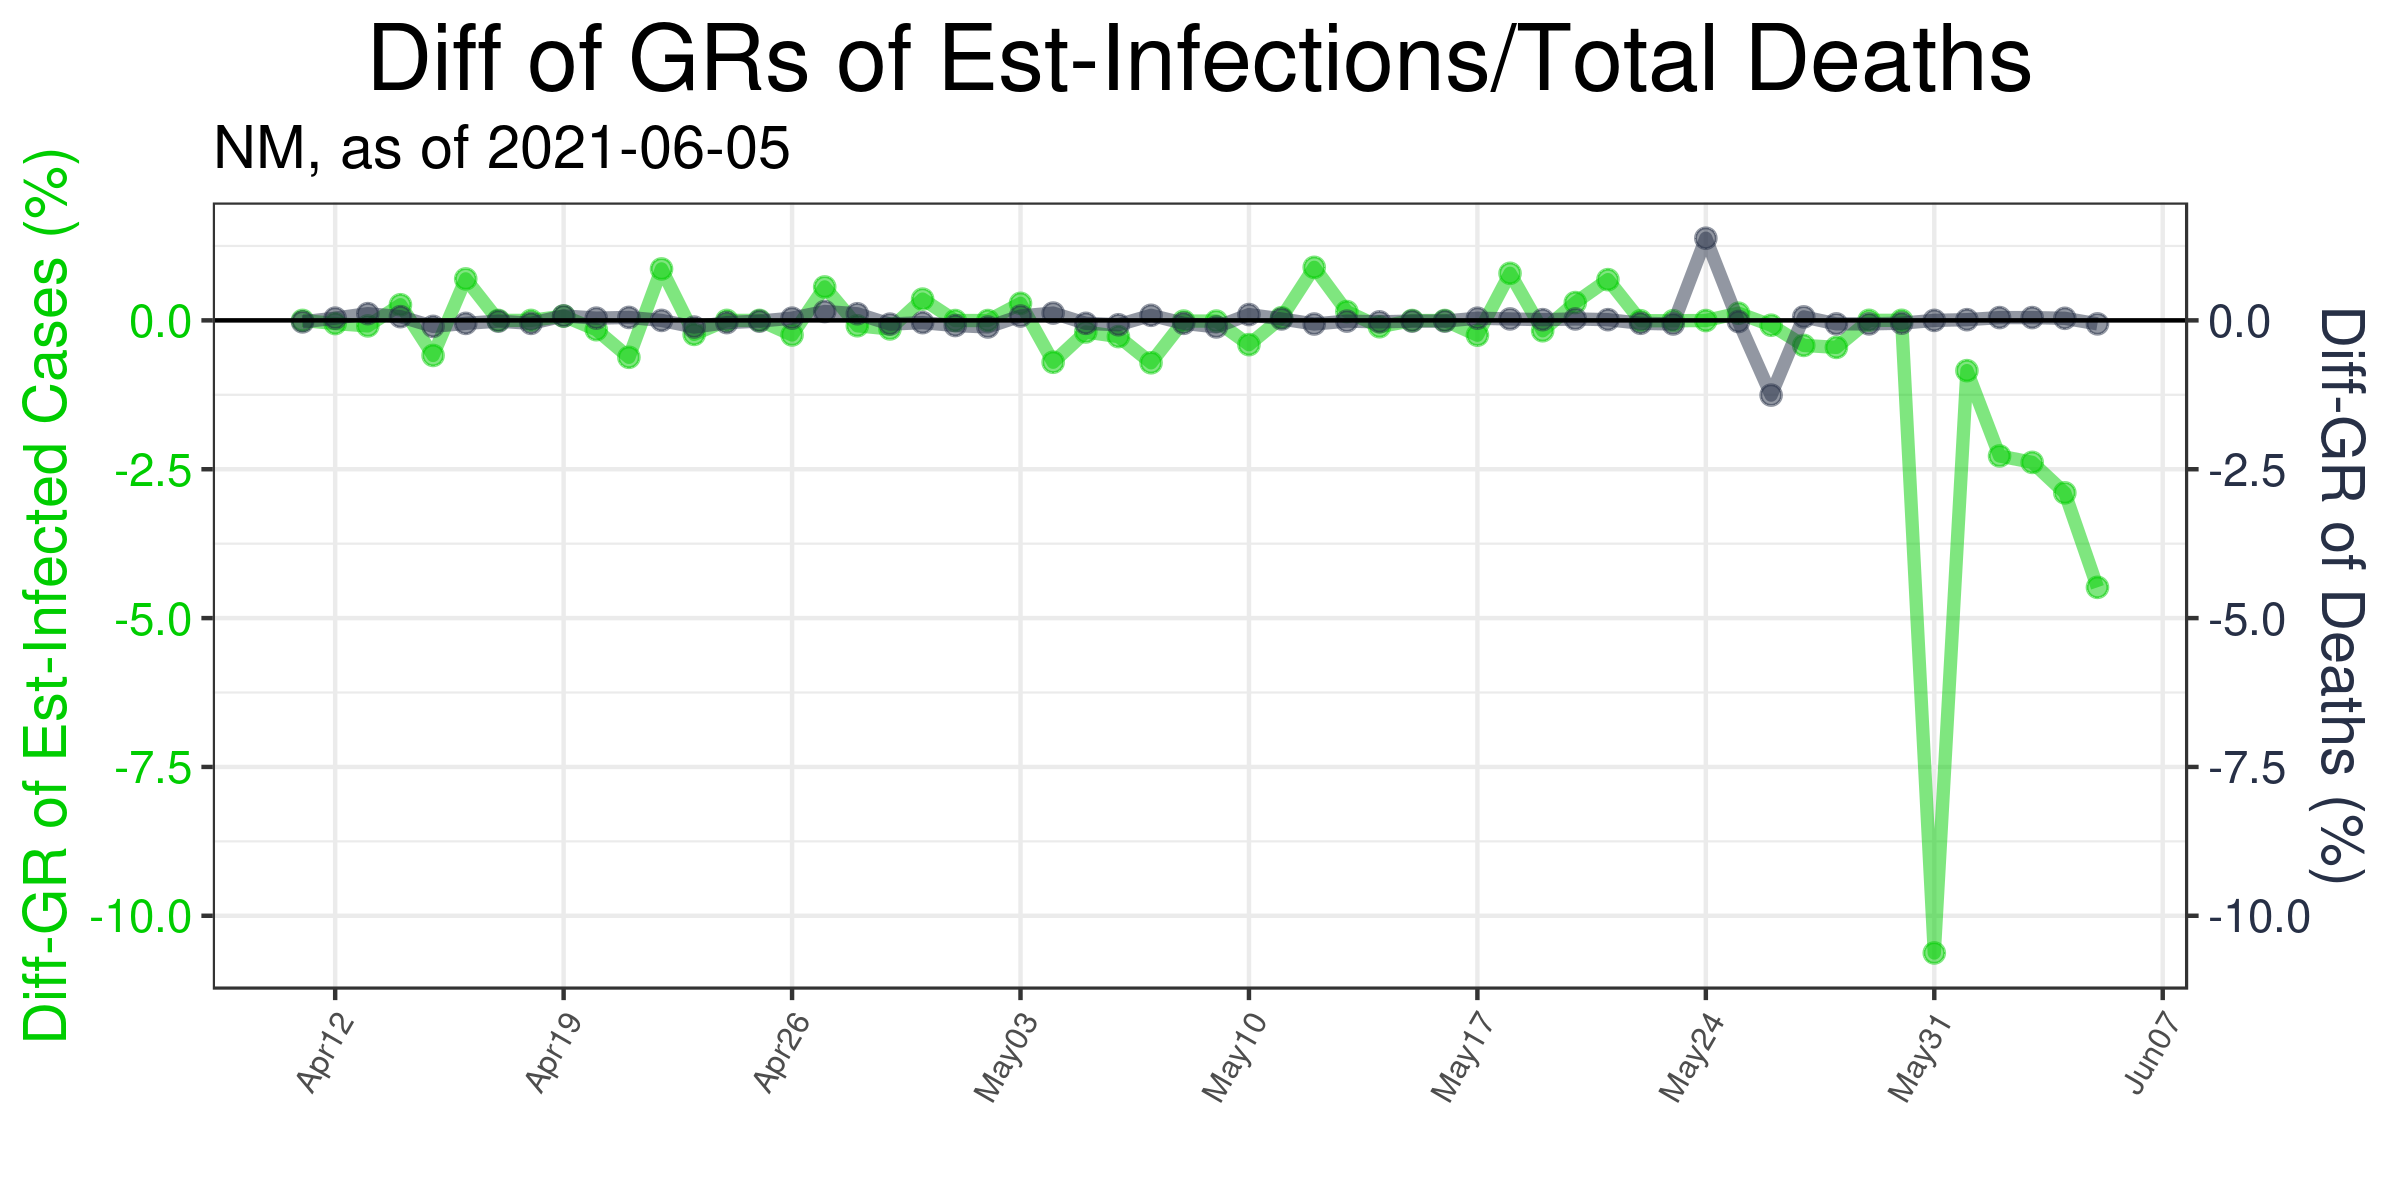 Diff of GRs of Est-Infections/Total Deaths
NM, as of 2021-06-05
Diff-GR of Est-Infected Cases (%)
0.0
-2.5
-5.0
-7.5
-10.0
0.0
-2.5
-5.0
-7.5
-10.0
Diff-GR of Deaths (%)
Apr12
Apr19
Apr26
May03
May10
May17
May24
May31
Jun07